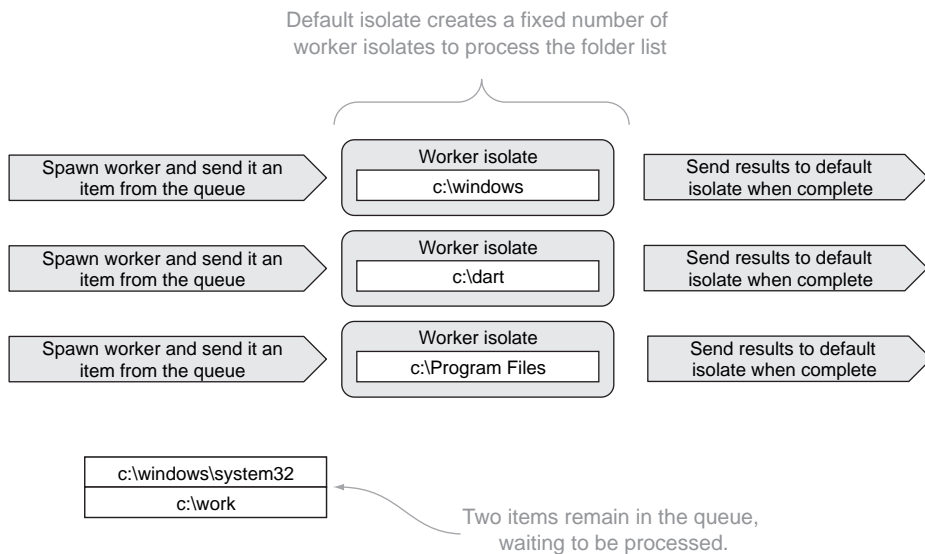 Default isolate creates a fixed number of
worker isolates to process the folder list
Spawn worker and send it an
item from the queue
Worker isolate
c:\windows
Send results to default
isolate when complete
Spawn worker and send it an
item from the queue
Worker isolate
c:\dart
Send results to default
isolate when complete
Spawn worker and send it an
item from the queue
Worker isolate
c:\Program Files
Send results to default
isolate when complete
c:\windows\system32
c:\work
Two items remain in the queue,
waiting to be processed.